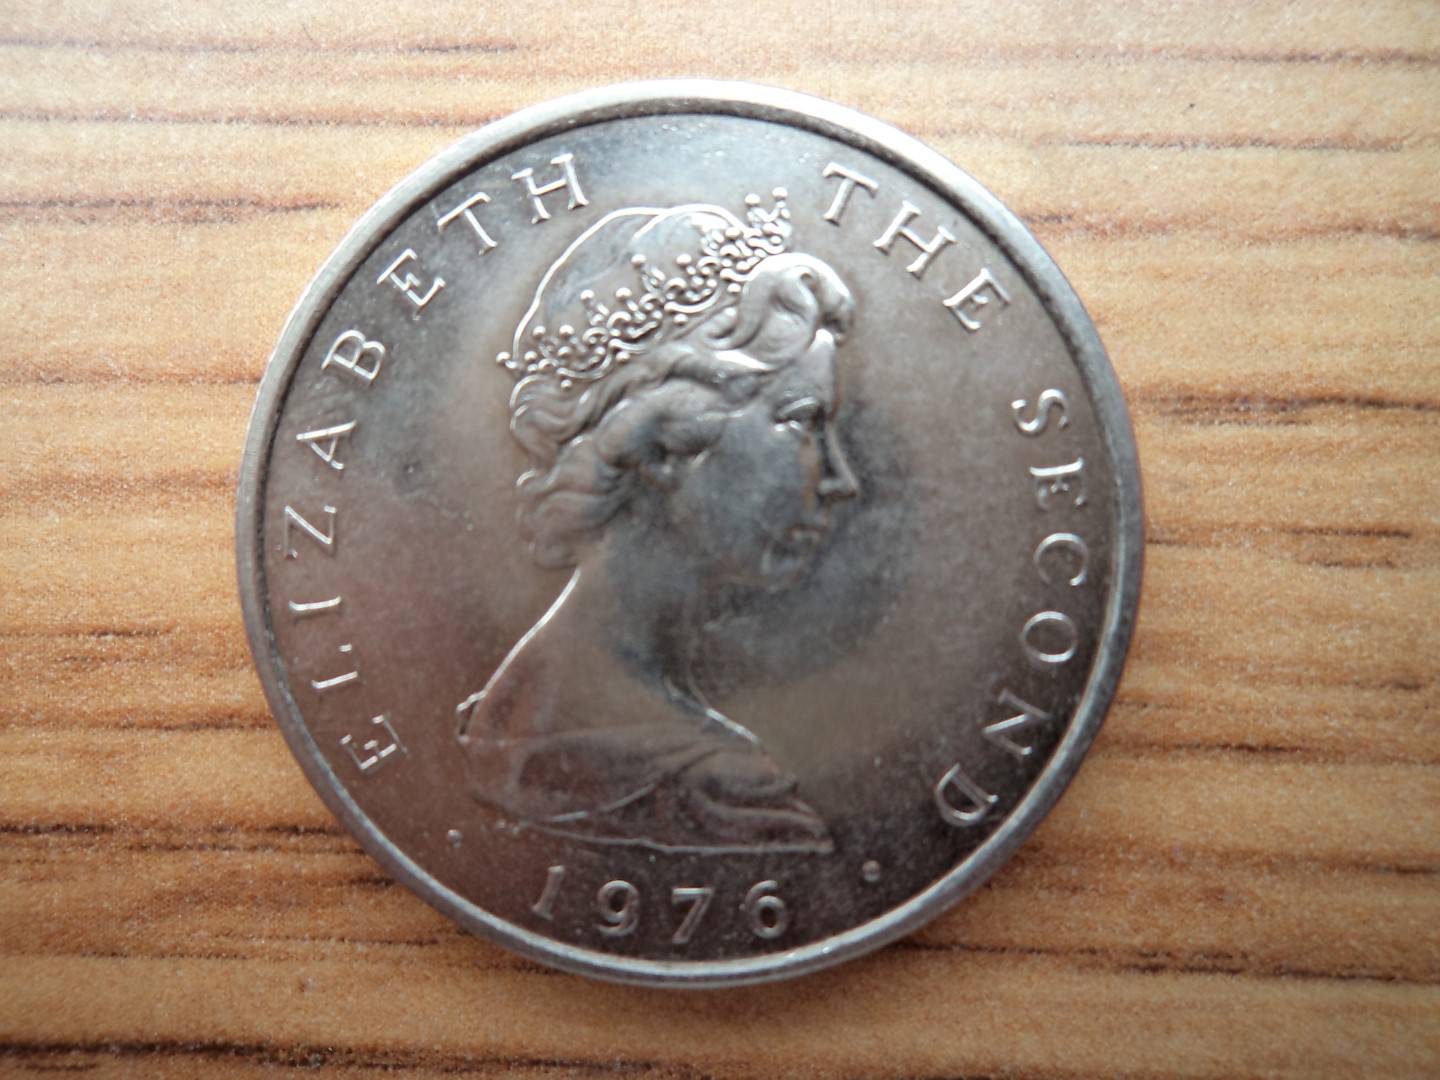 ELIZABETH THE SECOND
1976